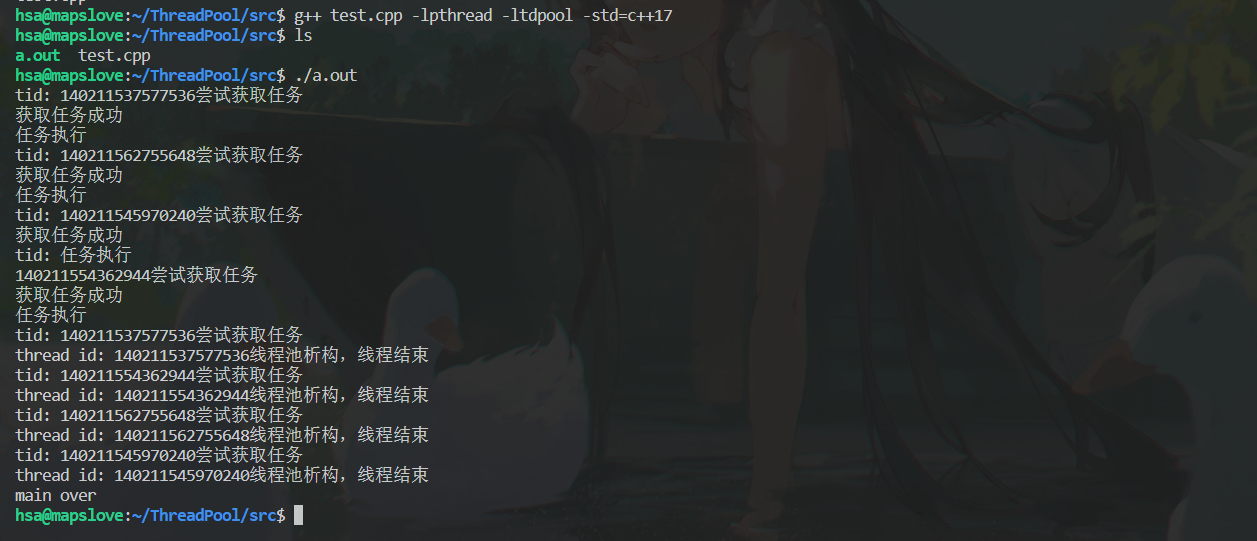 hsa@mapslove:~/ThreadPool/src$ g++ test.cpp -lpthread -ltdpool -std=c++17
hsa@mapslove:~/ThreadPool/src$ ls
a.out  test.cpp
hsa@mapslove:~/ThreadPool/src$ ./a.out
tid: 140211537577536尝试获取任务
获取任务成功
任务执行
tid: 140211562755648尝试获取任务
获取任务成功
任务执行
tid: 140211545970240尝试获取任务
获取任务成功
tid: 任务执行
140211554362944尝试获取任务
获取任务成功
任务执行
tid: 140211537577536尝试获取任务
thread id: 140211537577536线程池析构，线程结束
tid: 140211554362944尝试获取任务
thread id: 140211554362944线程池析构，线程结束
tid: 140211562755648尝试获取任务
thread id: 140211562755648线程池析构，线程结束
tid: 140211545970240尝试获取任务
thread id: 140211545970240线程池析构，线程结束
main over
hsa@mapslove:~/ThreadPool/src$